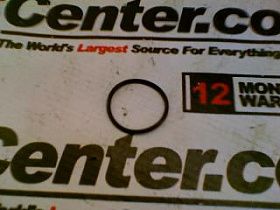 Center.co
The World's Largest Source For Everything
12 MON
WAR
Center.co